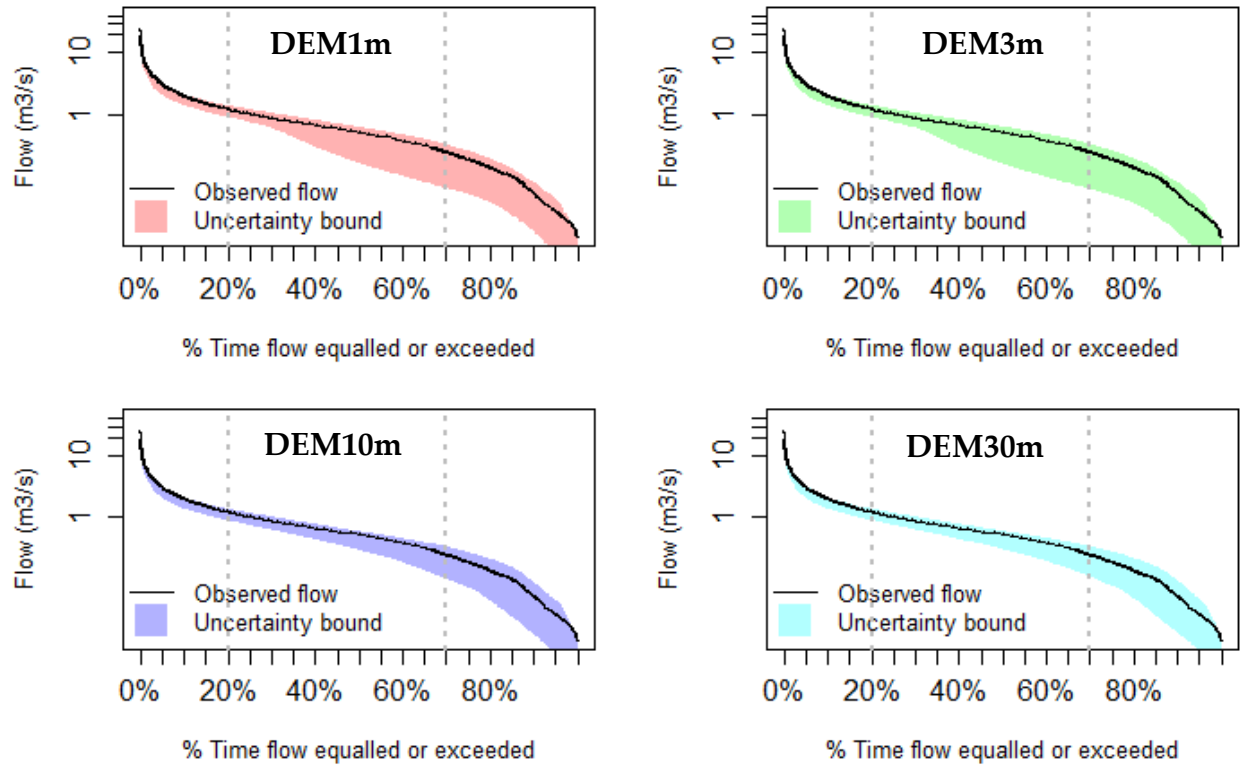 DEM1m
10
1
Flow (m3/s)
Observed flow
Uncertainty bound
0% 20% 40% 60% 80%
% Time flow equalled or exceeded
DEM3m
10
1
Flow (m3/s)
Observed flow
Uncertainty bound
0% 20% 40% 60% 80%
% Time flow equalled or exceeded
DEM10m
10
1
Flow (m3/s)
Observed flow
Uncertainty bound
0% 20% 40% 60% 80%
% Time flow equalled or exceeded
DEM30m
10
1
Flow (m3/s)
Observed flow
Uncertainty bound
0% 20% 40% 60% 80%
% Time flow equalled or exceeded